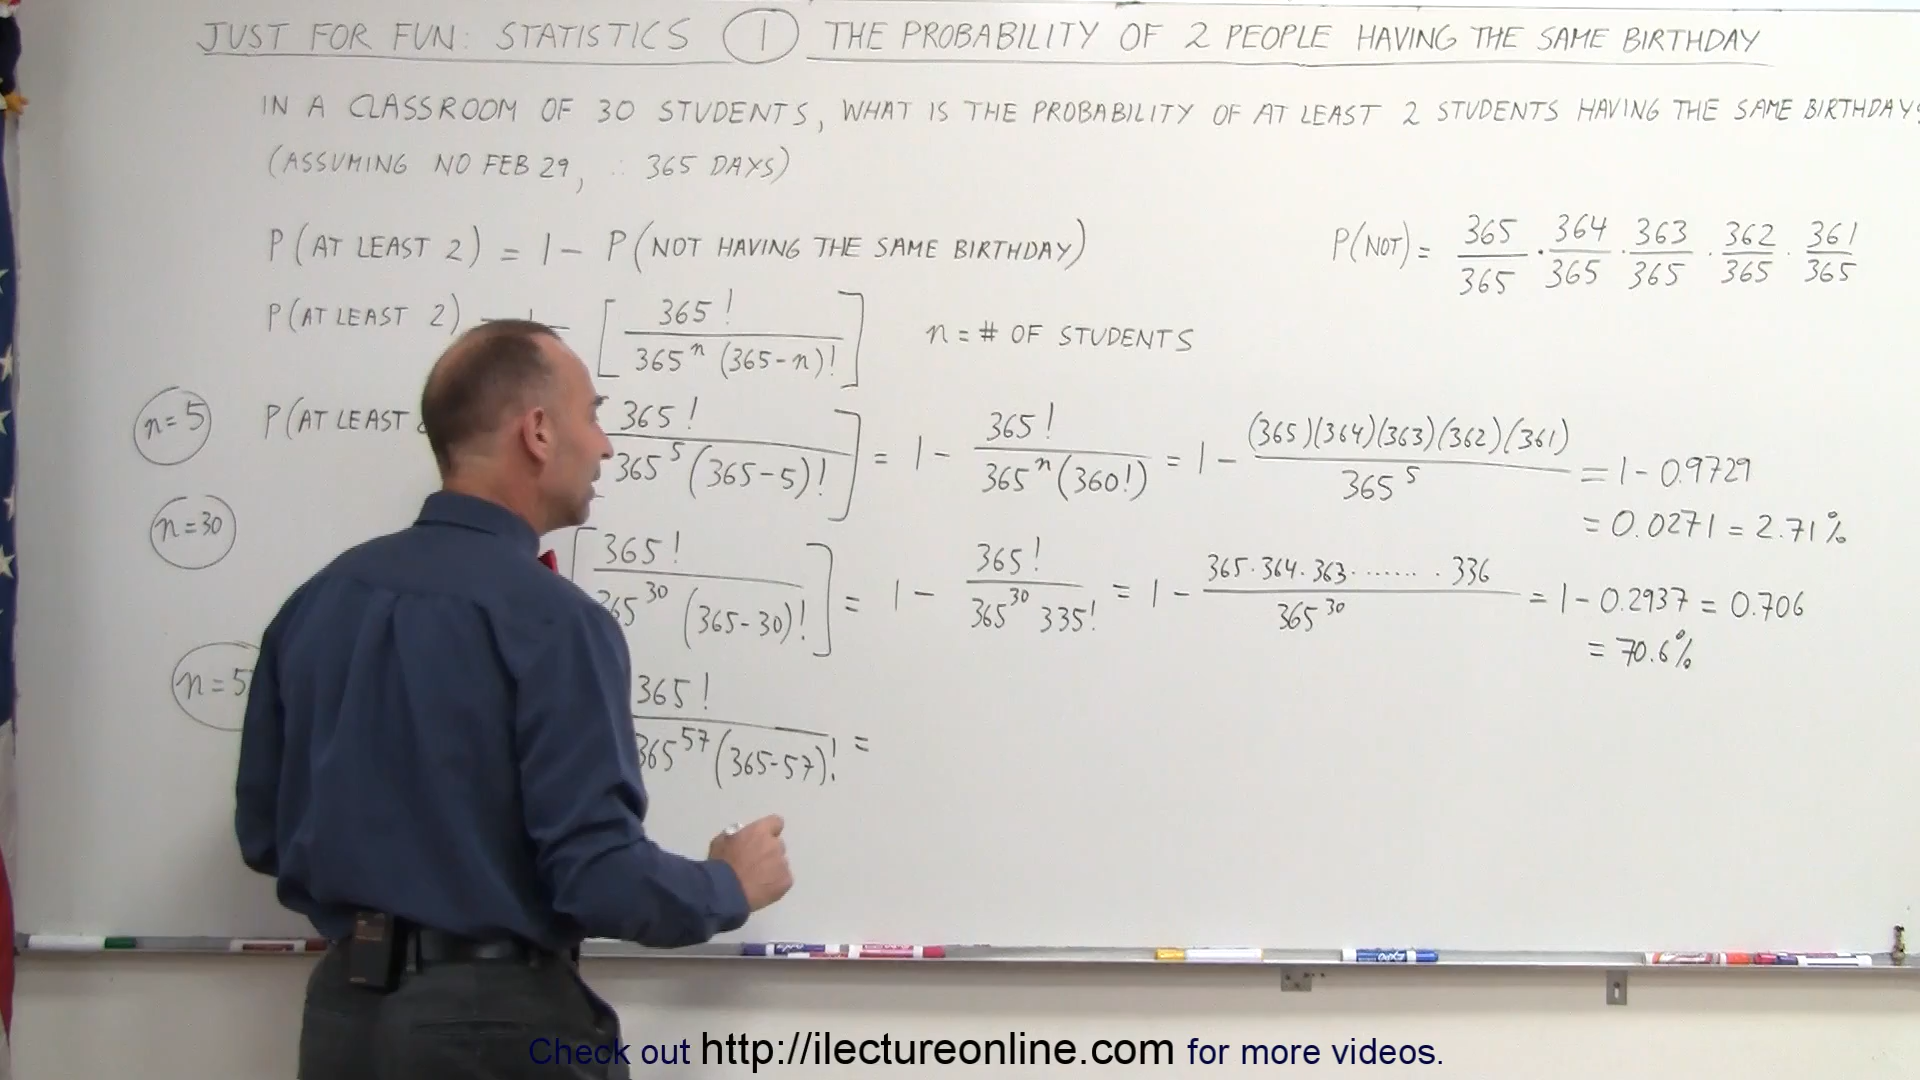 JUST FOR FUN: STATISTICS 1 THE PROBABILITY OF 2 PEOPLE HAVING THE SAME BIRTHDAY
IN A CLASSROOM OF 30 STUDENTS, WHAT IS THE PROBABILITY OF AT LEAST 2 STUDENTS HAVING THE SAME BIRTHDAY?
(ASSUMING NO FEB 29, ∴ 365 DAYS)
P(AT LEAST 2) = 1 - P(NOT HAVING THE SAME BIRTHDAY)
P(NOT) = 365/365 · 364/365 · 363/365 · 362/365 · 361/365
P(AT LEAST 2) = 1 - [365! / 365^n (365-n)!] n = # OF STUDENTS
n=5 P(AT LEAST 365! / 365^5 (365-5)!] = 1 - 365! / 365^n (360!) = 1 - (365)(364)(363)(362)(361) / 365^5 = 1 - 0.9729
= 0.0271 = 2.71%
n=30 [365! / 365^30 (365-30)!] = 1 - 365! / 365^30 335! = 1 - 365·364·363·.......·336 / 365^30 = 1 - 0.2937 = 0.706
= 70.6%
n=5 365! / 365^57 (365-57)! =
EXPO
Check out http://ilectureonline.com for more videos.